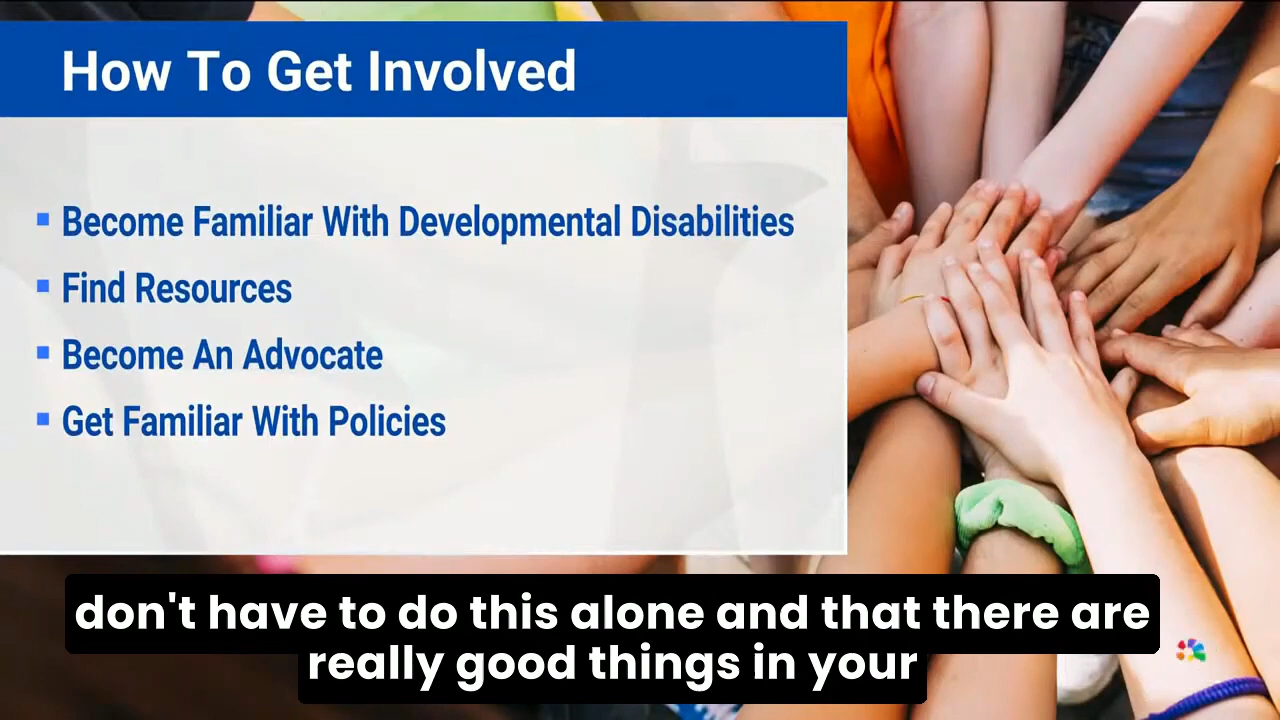 How To Get Involved
Become Familiar With Developmental Disabilities
Find Resources
Become An Advocate
Get Familiar With Policies
don't have to do this alone and that there are
really good things in your